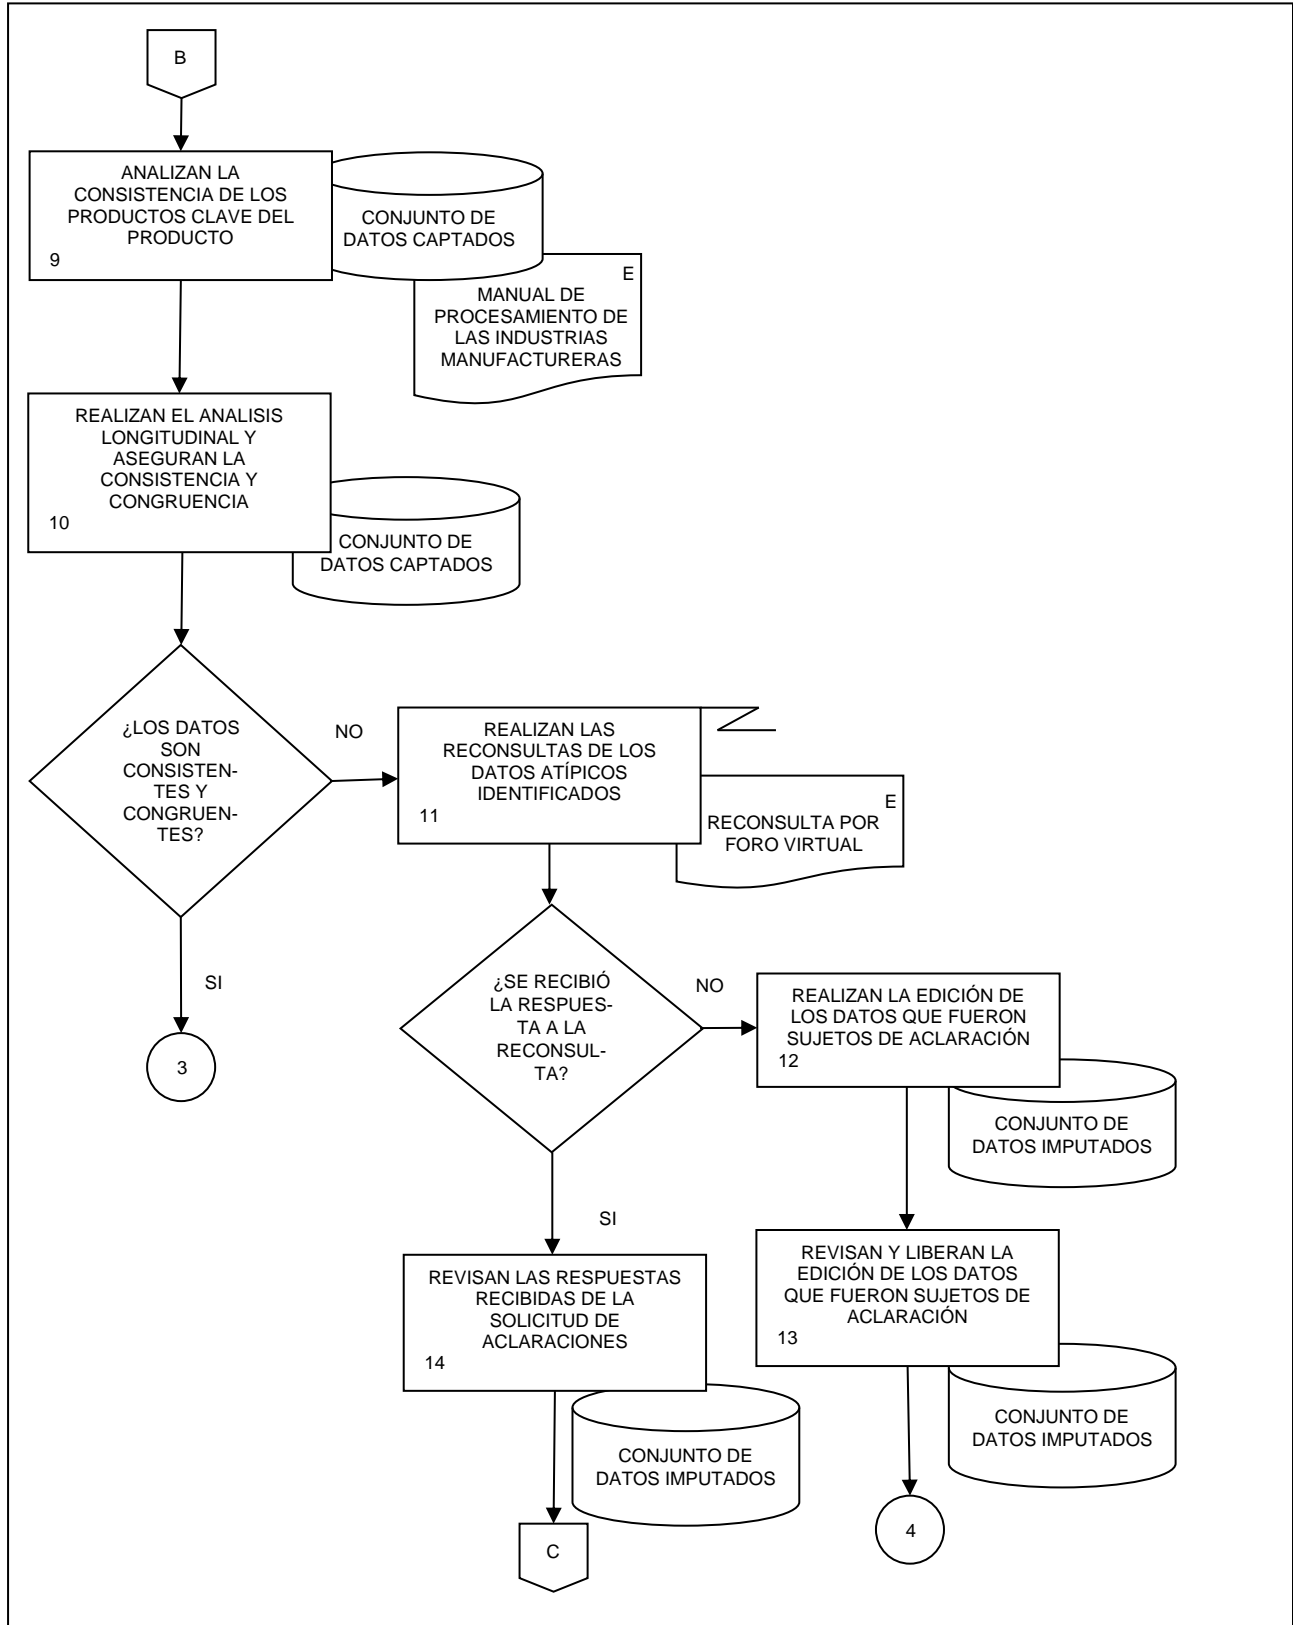 B
ANALIZAN LA
CONSISTENCIA DE LOS
PRODUCTOS CLAVE DEL
PRODUCTO
9
CONJUNTO DE
DATOS CAPTADOS
E
MANUAL DE
PROCESAMIENTO DE
LAS INDUSTRIAS
MANUFACTURERAS
REALIZAN EL ANALISIS
LONGITUDINAL Y
ASEGURAN LA
CONSISTENCIA Y
CONGRUENCIA
10
CONJUNTO DE
DATOS CAPTADOS
¿LOS DATOS
SON
CONSISTEN-
TES Y
CONGRUEN-
TES?
NO
REALIZAN LAS
RECONSULTAS DE LOS
DATOS ATÍPICOS
IDENTIFICADOS
11
E
RECONSULTA POR
FORO VIRTUAL
SI
3
¿SE RECIBIÓ
LA RESPUES-
TA A LA
RECONSUL-
TA?
NO
REALIZAN LA EDICIÓN DE
LOS DATOS QUE FUERON
SUJETOS DE ACLARACIÓN
12
CONJUNTO DE
DATOS IMPUTADOS
SI
REVISAN LAS RESPUESTAS
RECIBIDAS DE LA
SOLICITUD DE
ACLARACIONES
14
CONJUNTO DE
DATOS IMPUTADOS
C
REVISAN Y LIBERAN LA
EDICIÓN DE LOS DATOS
QUE FUERON SUJETOS DE
ACLARACIÓN
13
CONJUNTO DE
DATOS IMPUTADOS
4